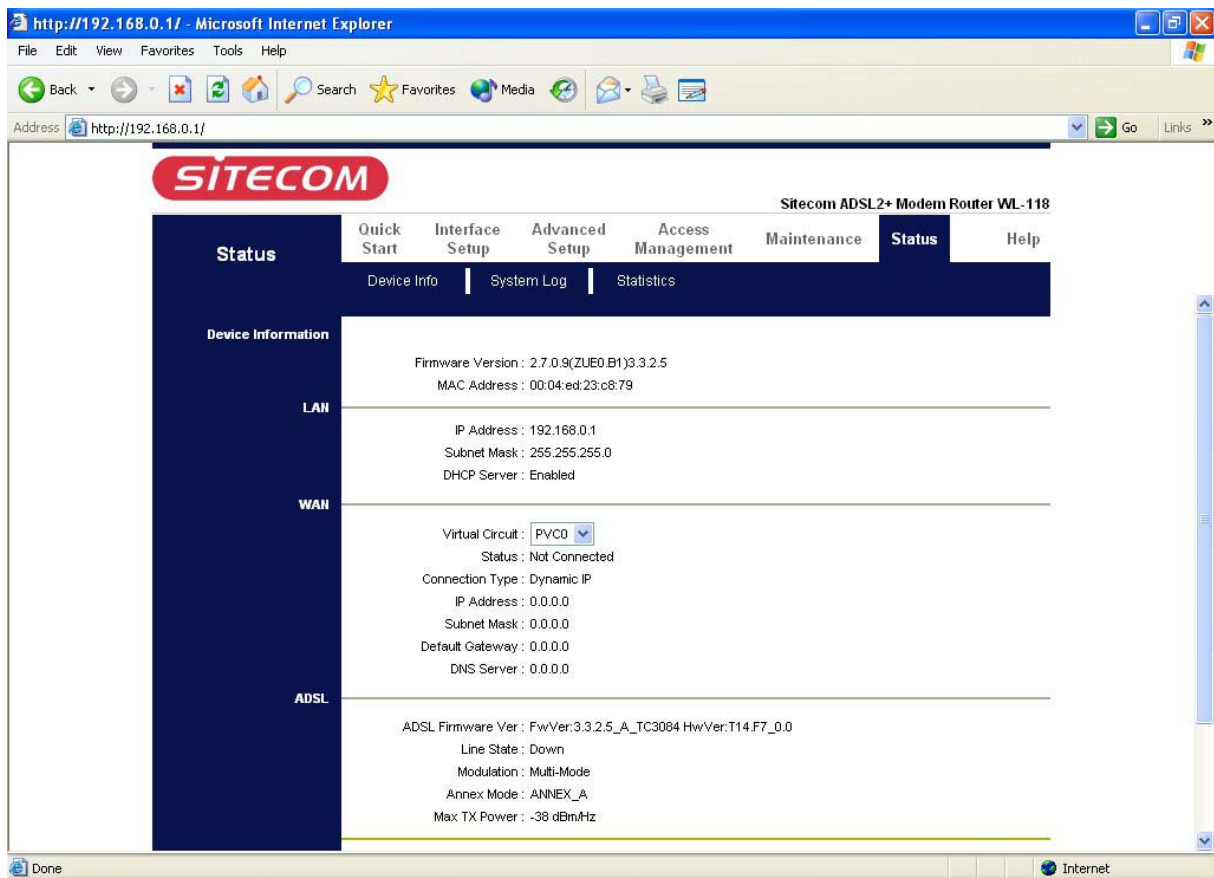 http://192.168.0.1/ - Microsoft Internet Explorer
File Edit View Favorites Tools Help
Back Search Favorites Media
Address http://192.168.0.1/ Go Links »
SITECOM
Sitecom ADSL2+ Modem Router WL-118
Status
Quick Start Interface Setup Advanced Setup Access Management Maintenance Status Help
Device Info System Log Statistics
Device Information
Firmware Version : 2.7.0.9(ZUE0.B1)3.3.2.5
MAC Address : 00:04:ed:23:c8:79
LAN
IP Address : 192.168.0.1
Subnet Mask : 255.255.255.0
DHCP Server : Enabled
WAN
Virtual Circuit : PVC0
Status : Not Connected
Connection Type : Dynamic IP
IP Address : 0.0.0.0
Subnet Mask : 0.0.0.0
Default Gateway : 0.0.0.0
DNS Server : 0.0.0.0
ADSL
ADSL Firmware Ver : FwVer:3.3.2.5_A_TC3084 HwVer:T14.F7_0.0
Line State : Down
Modulation : Multi-Mode
Annex Mode : ANNEX_A
Max TX Power : -38 dBm/Hz
Done Internet